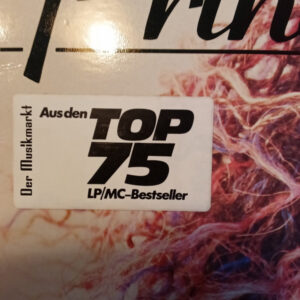 Der Musikmarkt
Aus den TOP
75
LP/MC-Bestseller